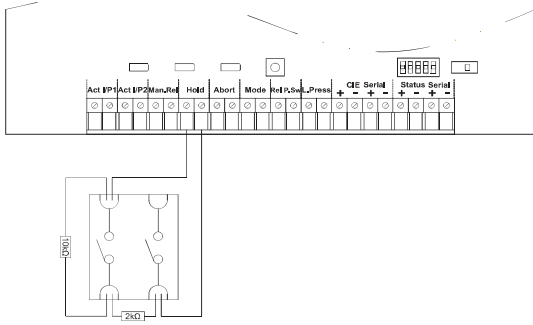 Act I/P1 Act I/P2 Man.Rel Hold Abort Mode Rel P.Sw L.Press CIE Serial Status Serial
+ − + − + − + −
10kΩ
2kΩ